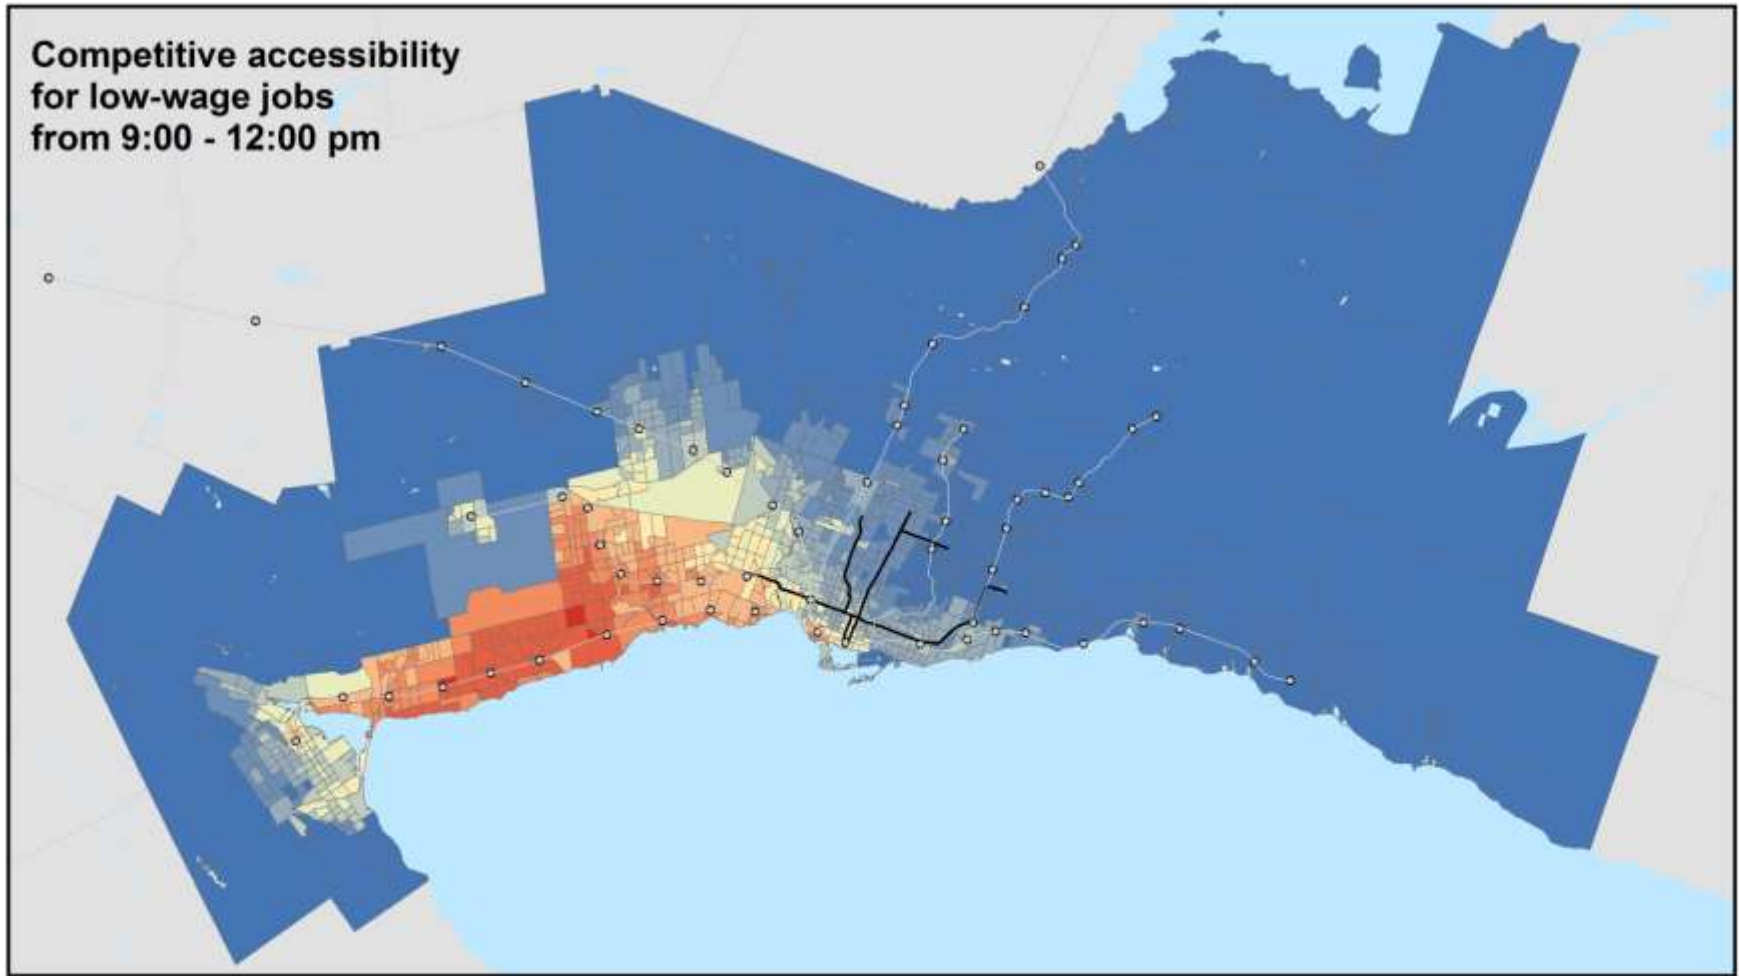 Competitive accessibility
for low-wage jobs
from 9:00 - 12:00 pm